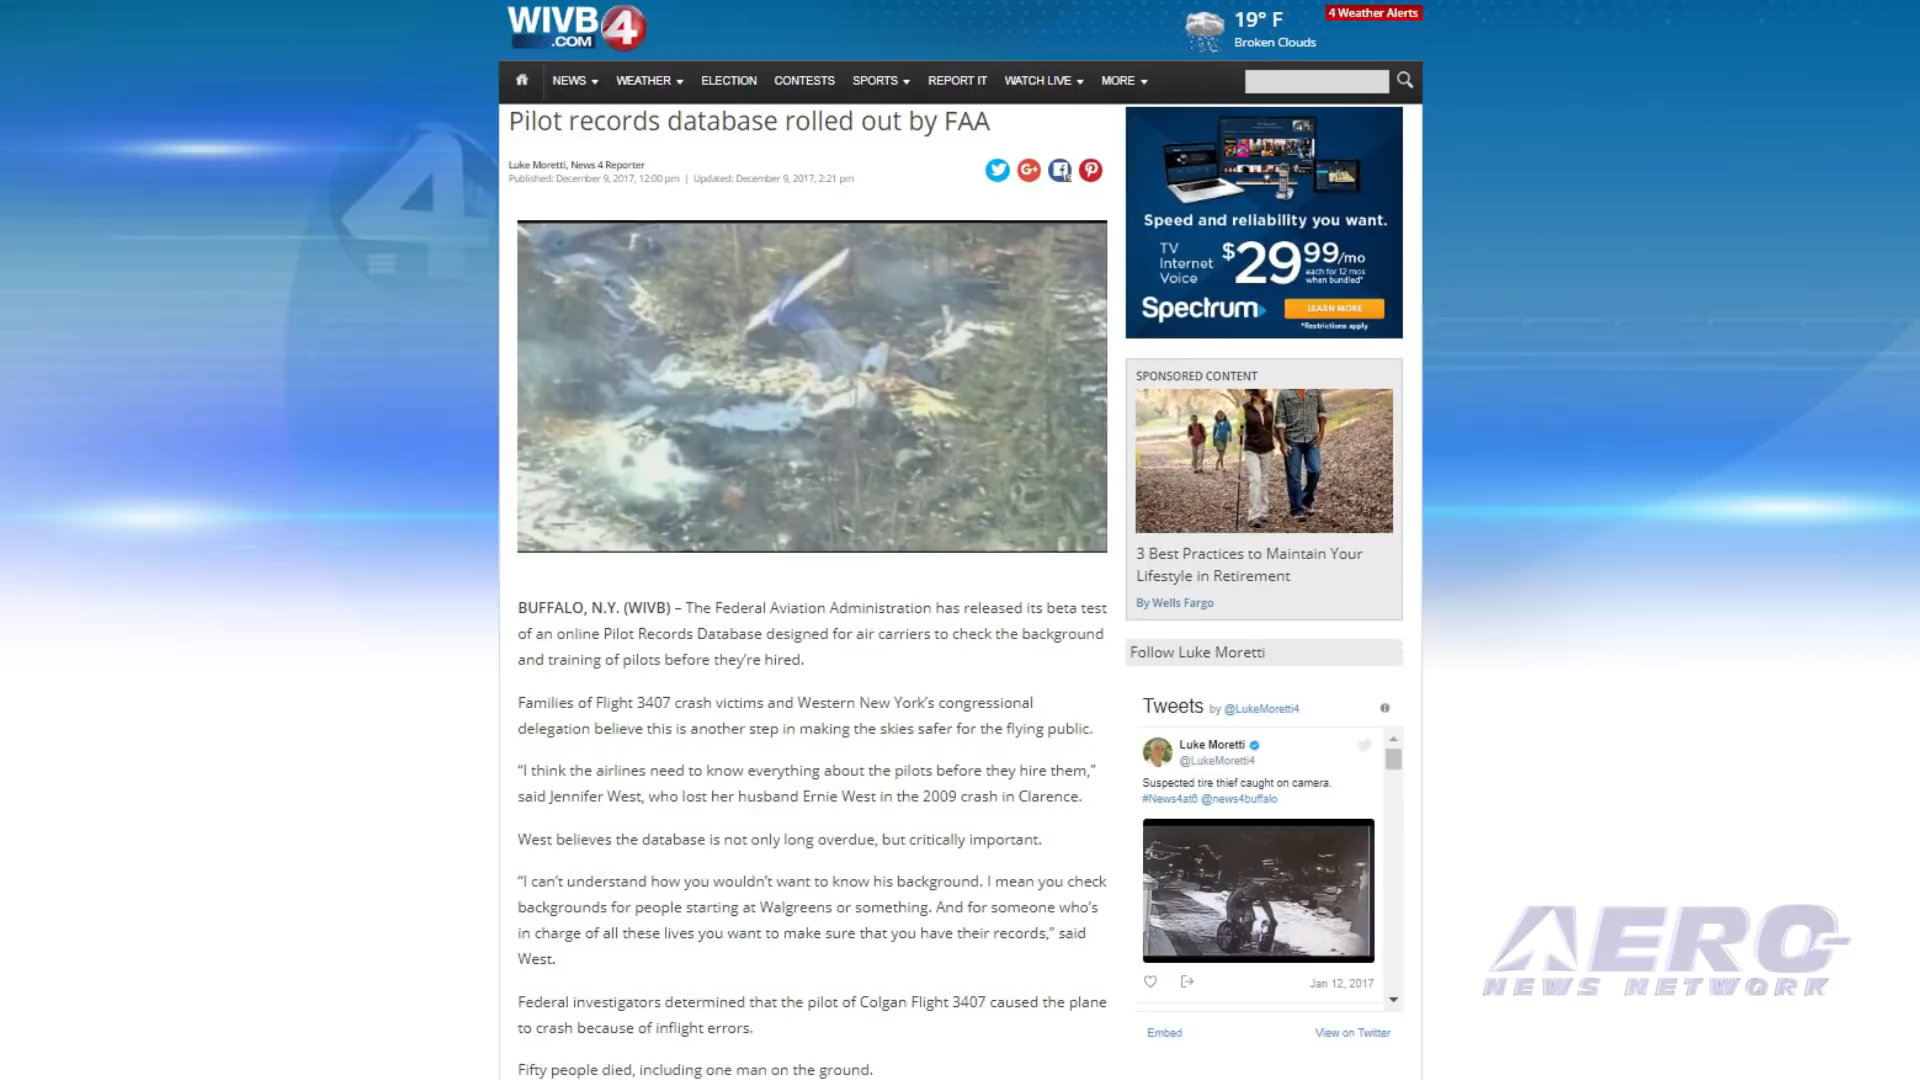 WIVB 4
.COM
19° F
Broken Clouds
4 Weather Alerts
NEWS WEATHER ELECTION CONTESTS SPORTS REPORT IT WATCH LIVE MORE
Pilot records database rolled out by FAA
Luke Moretti, News 4 Reporter
Published: December 9, 2017, 12:00 pm | Updated: December 9, 2017, 2:21 pm
BUFFALO, N.Y. (WIVB) – The Federal Aviation Administration has released its beta test
of an online Pilot Records Database designed for air carriers to check the background
and training of pilots before they’re hired.
Families of Flight 3407 crash victims and Western New York’s congressional
delegation believe this is another step in making the skies safer for the flying public.
“I think the airlines need to know everything about the pilots before they hire them,”
said Jennifer West, who lost her husband Ernie West in the 2009 crash in Clarence.
West believes the database is not only long overdue, but critically important.
“I can’t understand how you wouldn’t want to know his background. I mean you check
backgrounds for people starting at Walgreens or something. And for someone who’s
in charge of all these lives you want to make sure that you have their records,” said
West.
Federal investigators determined that the pilot of Colgan Flight 3407 caused the plane
to crash because of inflight errors.
Fifty people died, including one man on the ground.
Speed and reliability you want.
TV
Internet
Voice
$29.99/mo
each for 12 mos
when bundled*
Spectrum
LEARN MORE
*Restrictions apply
SPONSORED CONTENT
3 Best Practices to Maintain Your
Lifestyle in Retirement
By Wells Fargo
Follow Luke Moretti
Tweets by @LukeMoretti4
Luke Moretti
@LukeMoretti4
Suspected tire thief caught on camera.
#News4at6 @news4buffalo
Jan 12, 2017
Embed
View on Twitter
4
AERO-
NEWS NETWORK